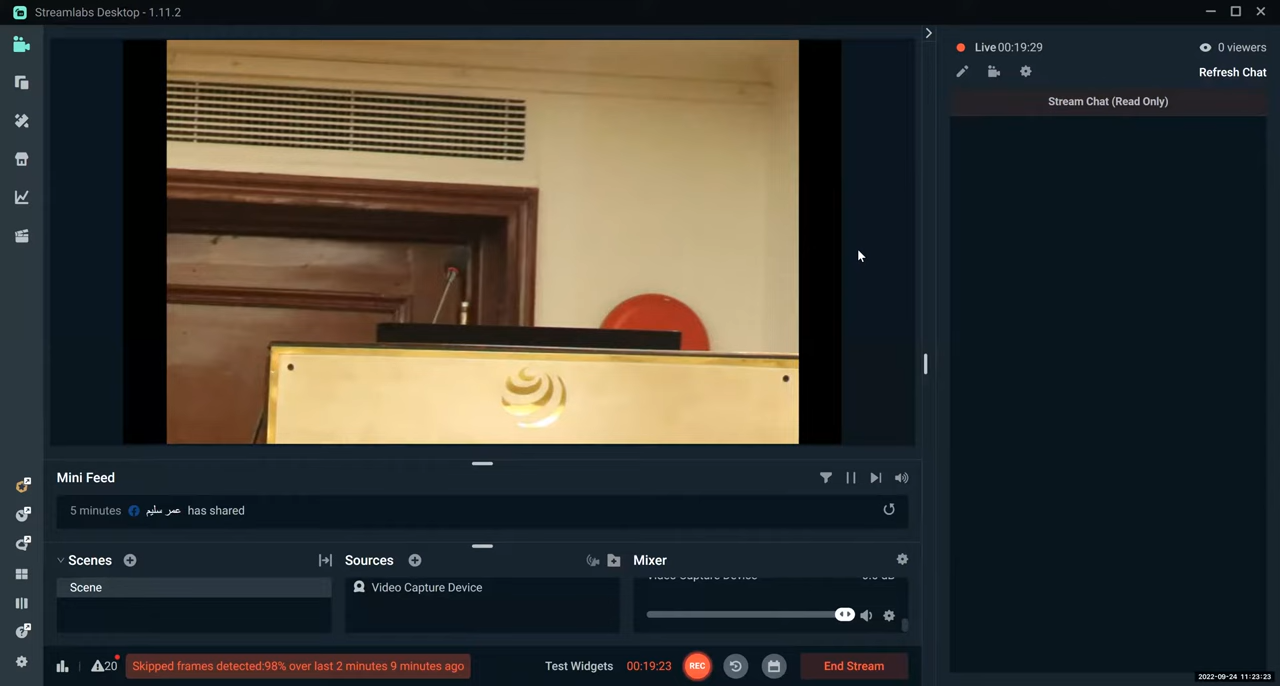 Streamlabs Desktop - 1.11.2
Live 00:19:29
0 viewers
Refresh Chat
Stream Chat (Read Only)
Mini Feed
5 minutes عمر سليم has shared
Scenes
Sources
Mixer
Scene
Video Capture Device
Video Capture Device
20
Skipped frames detected:98% over last 2 minutes 9 minutes ago
Test Widgets
00:19:23
REC
End Stream
2022-09-24 11:23:23